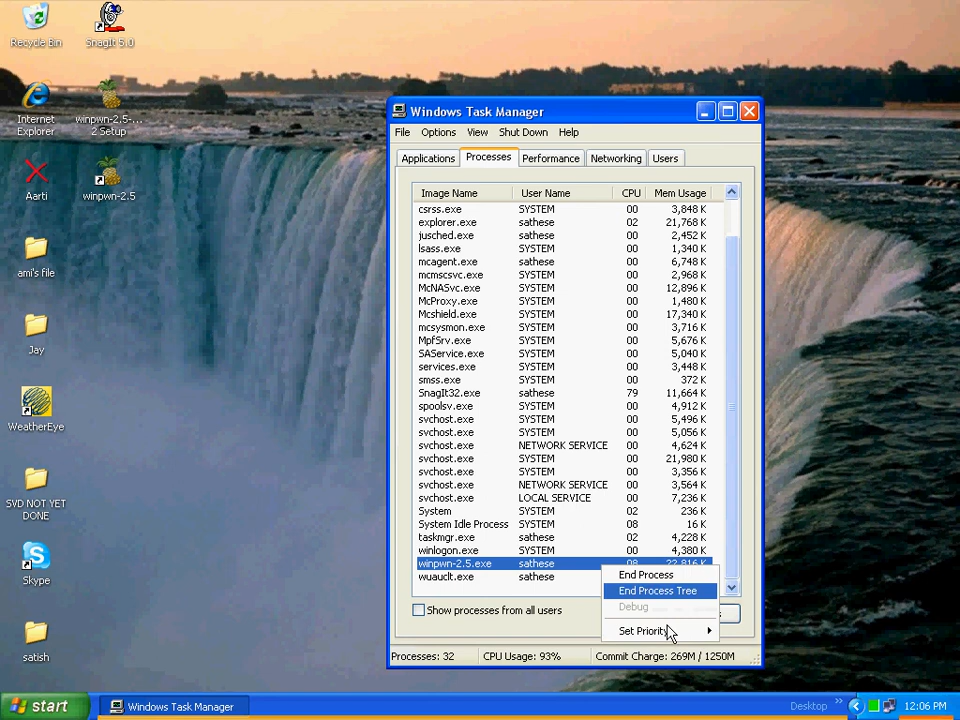 Recycle Bin
SnagIt 5.0
Internet
Explorer
winpwn-2.5-...
2 Setup
Aarti
winpwn-2.5
ami's file
Jay
WeatherEye
SVD NOT YET
DONE
Skype
satish
Windows Task Manager
File Options View Shut Down Help
Applications Processes Performance Networking Users
Image Name User Name CPU Mem Usage
csrss.exe SYSTEM 00 3,848 K
explorer.exe sathese 02 21,768 K
jusched.exe sathese 00 2,452 K
lsass.exe SYSTEM 00 1,340 K
mcagent.exe sathese 00 6,748 K
mcmscsvc.exe SYSTEM 00 2,968 K
McNASvc.exe SYSTEM 00 12,896 K
McProxy.exe SYSTEM 00 1,480 K
Mcshield.exe SYSTEM 00 17,340 K
mcsysmon.exe SYSTEM 00 3,716 K
MpfSrv.exe SYSTEM 00 5,676 K
SAService.exe SYSTEM 00 5,040 K
services.exe SYSTEM 00 3,448 K
smss.exe SYSTEM 00 372 K
SnagIt32.exe sathese 79 11,664 K
spoolsv.exe SYSTEM 00 4,912 K
svchost.exe SYSTEM 00 5,496 K
svchost.exe SYSTEM 00 5,056 K
svchost.exe NETWORK SERVICE 00 4,624 K
svchost.exe SYSTEM 00 21,980 K
svchost.exe SYSTEM 00 3,356 K
svchost.exe NETWORK SERVICE 00 3,564 K
svchost.exe LOCAL SERVICE 00 7,236 K
System SYSTEM 02 236 K
System Idle Process SYSTEM 08 16 K
taskmgr.exe sathese 02 4,228 K
winlogon.exe SYSTEM 00 4,380 K
winpwn-2.5.exe sathese 08 22,816 K
wuauclt.exe sathese
End Process
End Process Tree
Debug
Set Priority
Show processes from all users
Processes: 32 CPU Usage: 93% Commit Charge: 269M / 1250M
start Windows Task Manager Desktop 12:06 PM